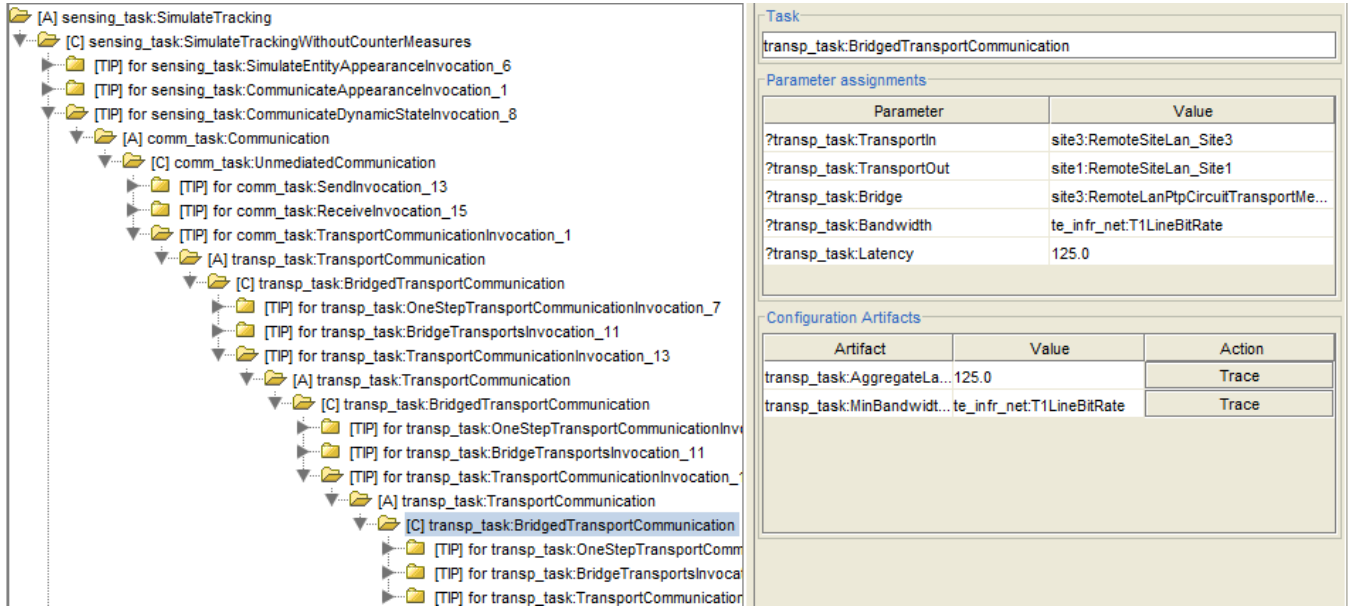 [A] sensing_task:SimulateTracking
[C] sensing_task:SimulateTrackingWithoutCounterMeasures
[TIP] for sensing_task:SimulateEntityAppearanceInvocation_6
[TIP] for sensing_task:CommunicateAppearanceInvocation_1
[TIP] for sensing_task:CommunicateDynamicStateInvocation_8
[A] comm_task:Communication
[C] comm_task:UnmediatedCommunication
[TIP] for comm_task:SendInvocation_13
[TIP] for comm_task:ReceiveInvocation_15
[TIP] for comm_task:TransportCommunicationInvocation_1
[A] transp_task:TransportCommunication
[C] transp_task:BridgedTransportCommunication
[TIP] for transp_task:OneStepTransportCommunicationInvocation_7
[TIP] for transp_task:BridgeTransportsInvocation_11
[TIP] for transp_task:TransportCommunicationInvocation_13
[A] transp_task:TransportCommunication
[C] transp_task:BridgedTransportCommunication
[TIP] for transp_task:OneStepTransportCommunicationInv
[TIP] for transp_task:BridgeTransportsInvocation_11
[TIP] for transp_task:TransportCommunicationInvocation_1
[A] transp_task:TransportCommunication
[C] transp_task:BridgedTransportCommunication
[TIP] for transp_task:OneStepTransportComm
[TIP] for transp_task:BridgeTransportsInvocat
[TIP] for transp_task:TransportCommunication
Task
transp_task:BridgedTransportCommunication
Parameter assignments
Parameter Value
?transp_task:TransportIn site3:RemoteSiteLan_Site3
?transp_task:TransportOut site1:RemoteSiteLan_Site1
?transp_task:Bridge site3:RemoteLanPtpCircuitTransportMe...
?transp_task:Bandwidth te_infr_net:T1LineBitRate
?transp_task:Latency 125.0
Configuration Artifacts
Artifact Value Action
transp_task:AggregateLa... 125.0 Trace
transp_task:MinBandwidt... te_infr_net:T1LineBitRate Trace